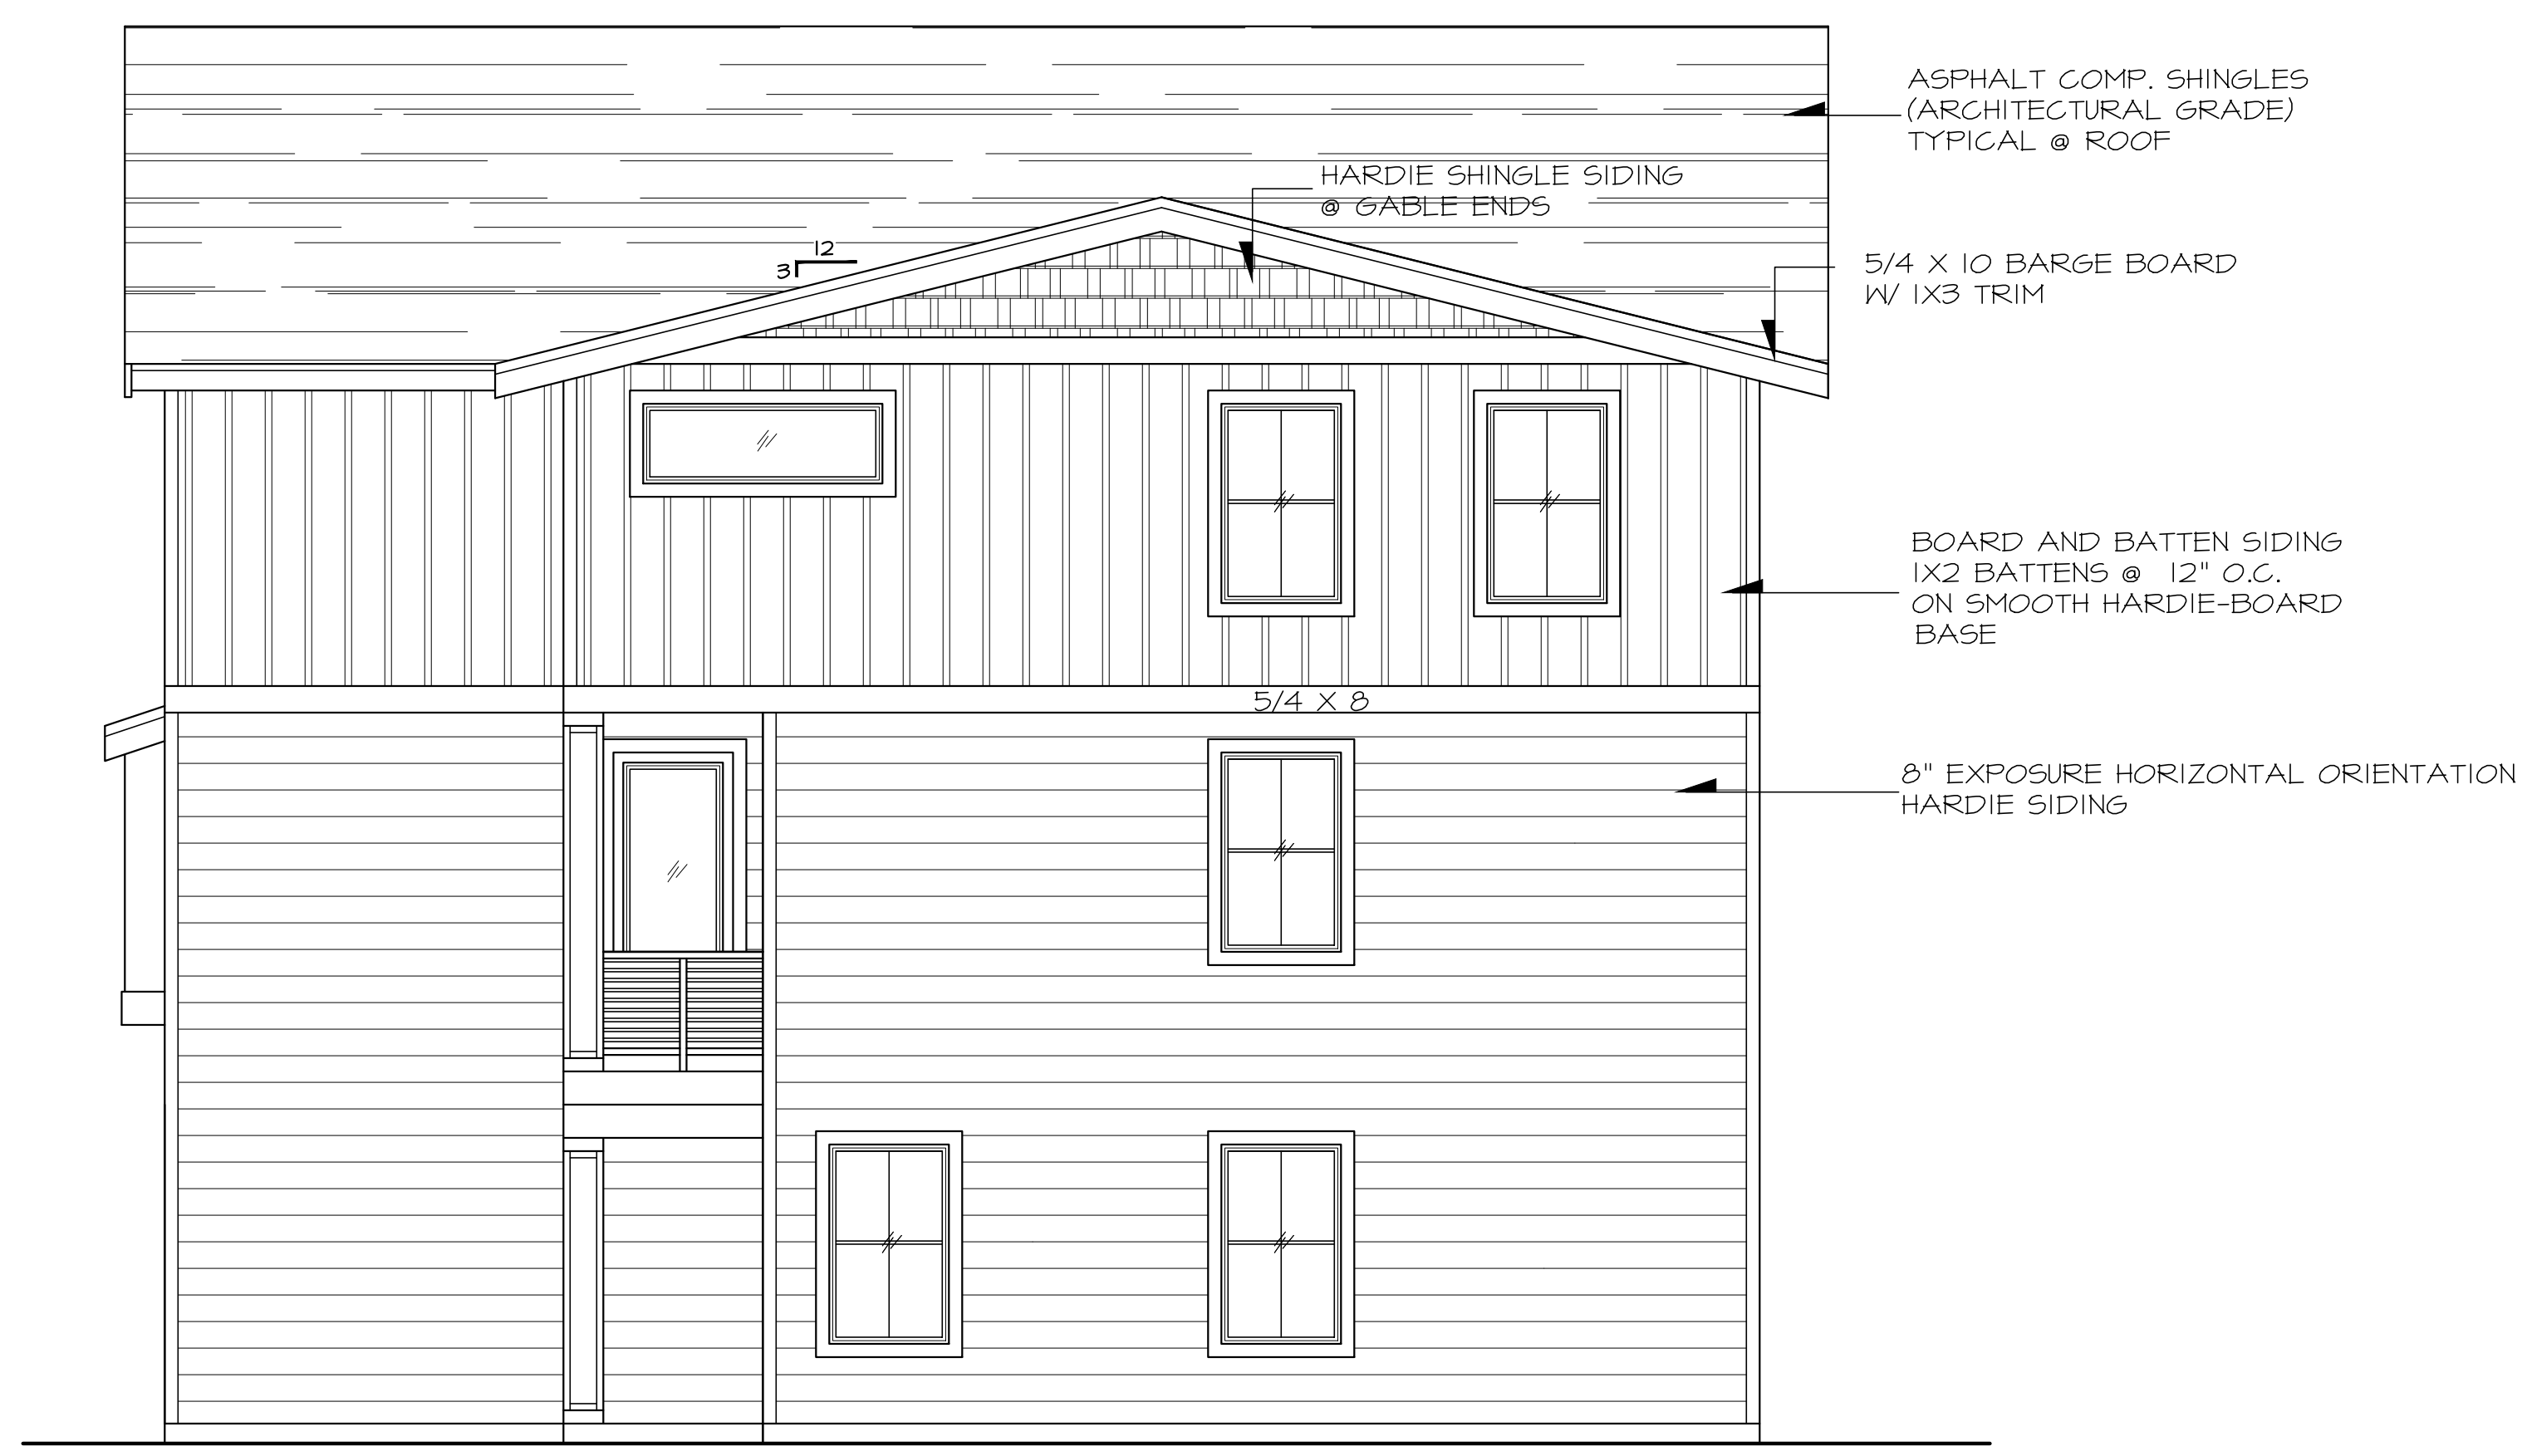 ASPHALT COMP. SHINGLES
(ARCHITECTURAL GRADE)
TYPICAL @ ROOF
HARDIE SHINGLE SIDING
@ GABLE ENDS
12
3
5/4 X 10 BARGE BOARD
W/ 1X3 TRIM
BOARD AND BATTEN SIDING
1X2 BATTENS @ 12" O.C.
ON SMOOTH HARDIE-BOARD
BASE
5/4 X 8
8" EXPOSURE HORIZONTAL ORIENTATION
HARDIE SIDING